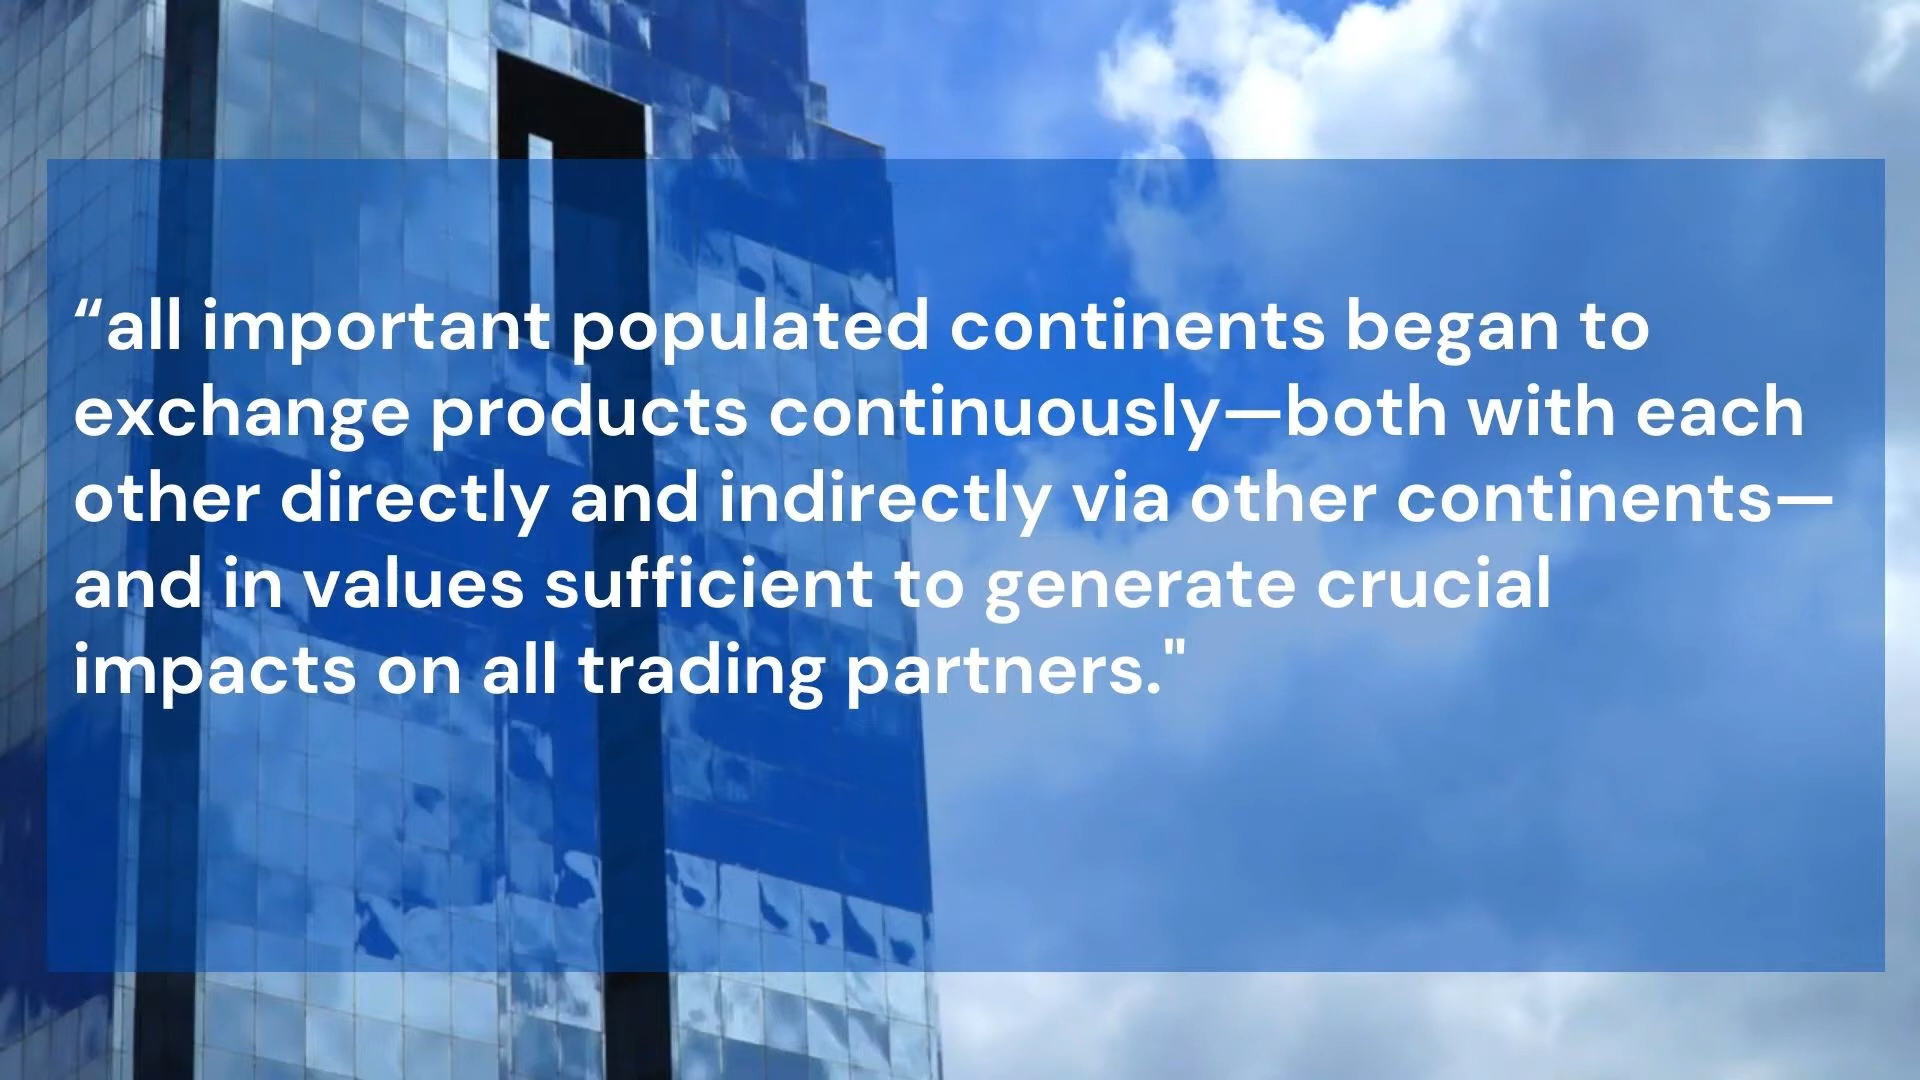 “all important populated continents began to
exchange products continuously—both with each
other directly and indirectly via other continents—
and in values sufficient to generate crucial
impacts on all trading partners."